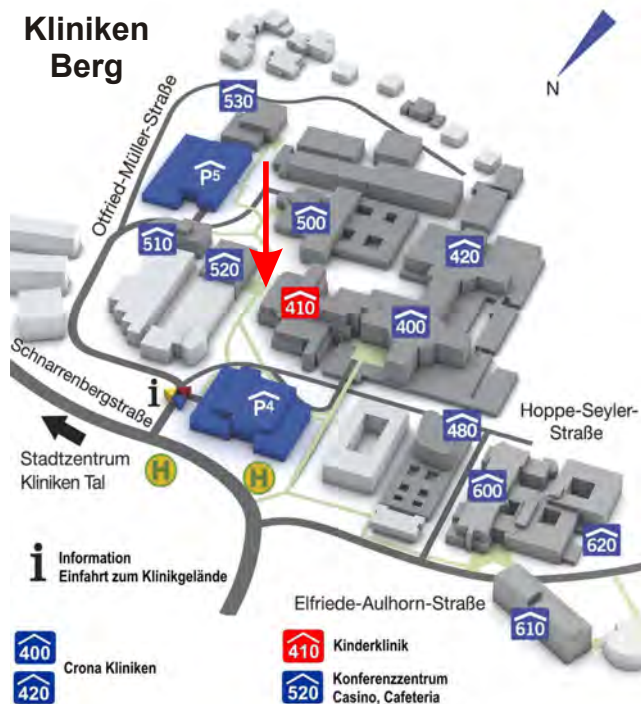 Kliniken
Berg
N
530
Otfried-Müller-Straße
P5
500
510
520
420
410
400
Schnarrenbergstraße
i
P4
480
Hoppe-Seyler-
Straße
Stadtzentrum
Kliniken Tal
H
H
600
620
i
Information
Einfahrt zum Klinikgelände
Elfriede-Aulhorn-Straße
610
400
Crona Kliniken
420
410
Kinderklinik
520
Konferenzzentrum
Casino, Cafeteria